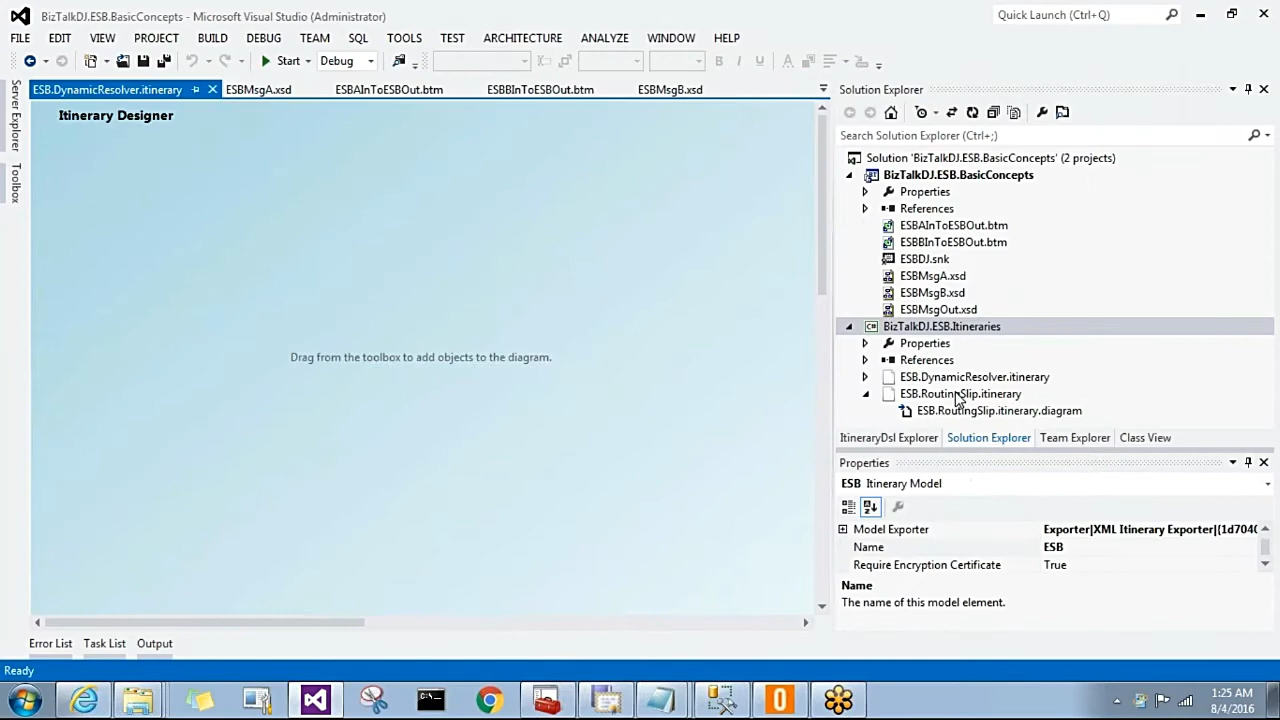 BizTalkDJ.ESB.BasicConcepts - Microsoft Visual Studio (Administrator)
Quick Launch (Ctrl+Q)
FILE EDIT VIEW PROJECT BUILD DEBUG TEAM SQL TOOLS TEST ARCHITECTURE ANALYZE WINDOW HELP
Start Debug B I U A
ESB.DynamicResolver.itinerary ESBMsgA.xsd ESBAInToESBOut.btm ESBBInToESBOut.btm ESBMsgB.xsd
Server Explorer
Toolbox
Itinerary Designer
Drag from the toolbox to add objects to the diagram.
Solution Explorer
Search Solution Explorer (Ctrl+;)
Solution 'BizTalkDJ.ESB.BasicConcepts' (2 projects)
BizTalkDJ.ESB.BasicConcepts
Properties
References
ESBAInToESBOut.btm
ESBBInToESBOut.btm
ESBDJ.snk
ESBMsgA.xsd
ESBMsgB.xsd
ESBMsgOut.xsd
BizTalkDJ.ESB.Itineraries
Properties
References
ESB.DynamicResolver.itinerary
ESB.RoutingSlip.itinerary
ESB.RoutingSlip.itinerary.diagram
ItineraryDsl Explorer Solution Explorer Team Explorer Class View
Properties
ESB Itinerary Model
Model Exporter Exporter|XML Itinerary Exporter|(1d704(
Name ESB
Require Encryption Certificate True
Name
The name of this model element.
Error List Task List Output
Ready
1:25 AM
8/4/2016